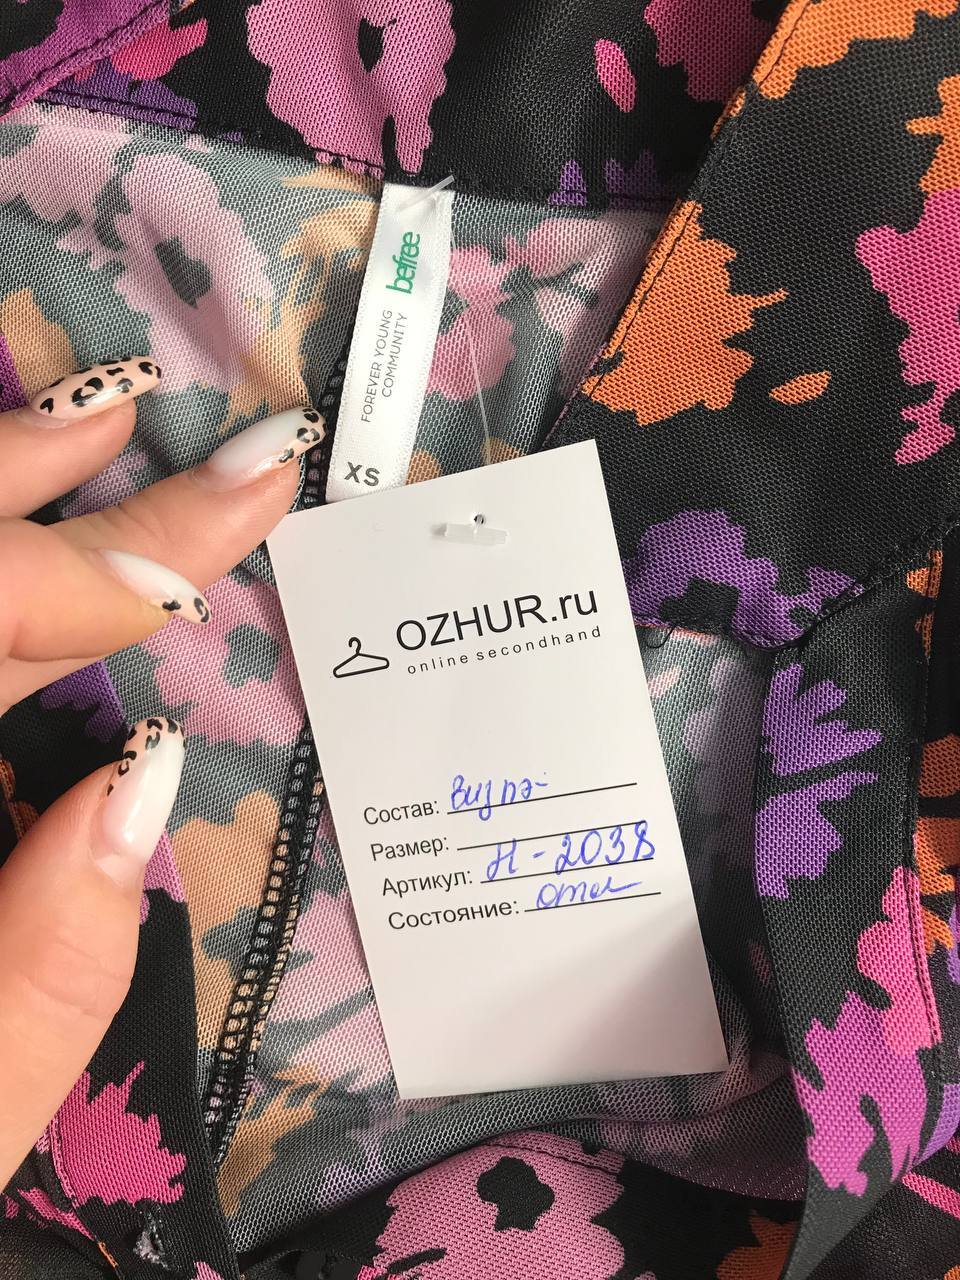 befree
FOREVER YOUNG
COMMUNITY
XS
OZHUR.ru
online secondhand
Состав: Виз пэ-
Размер:
Артикул: Н-2038
Состояние: отл